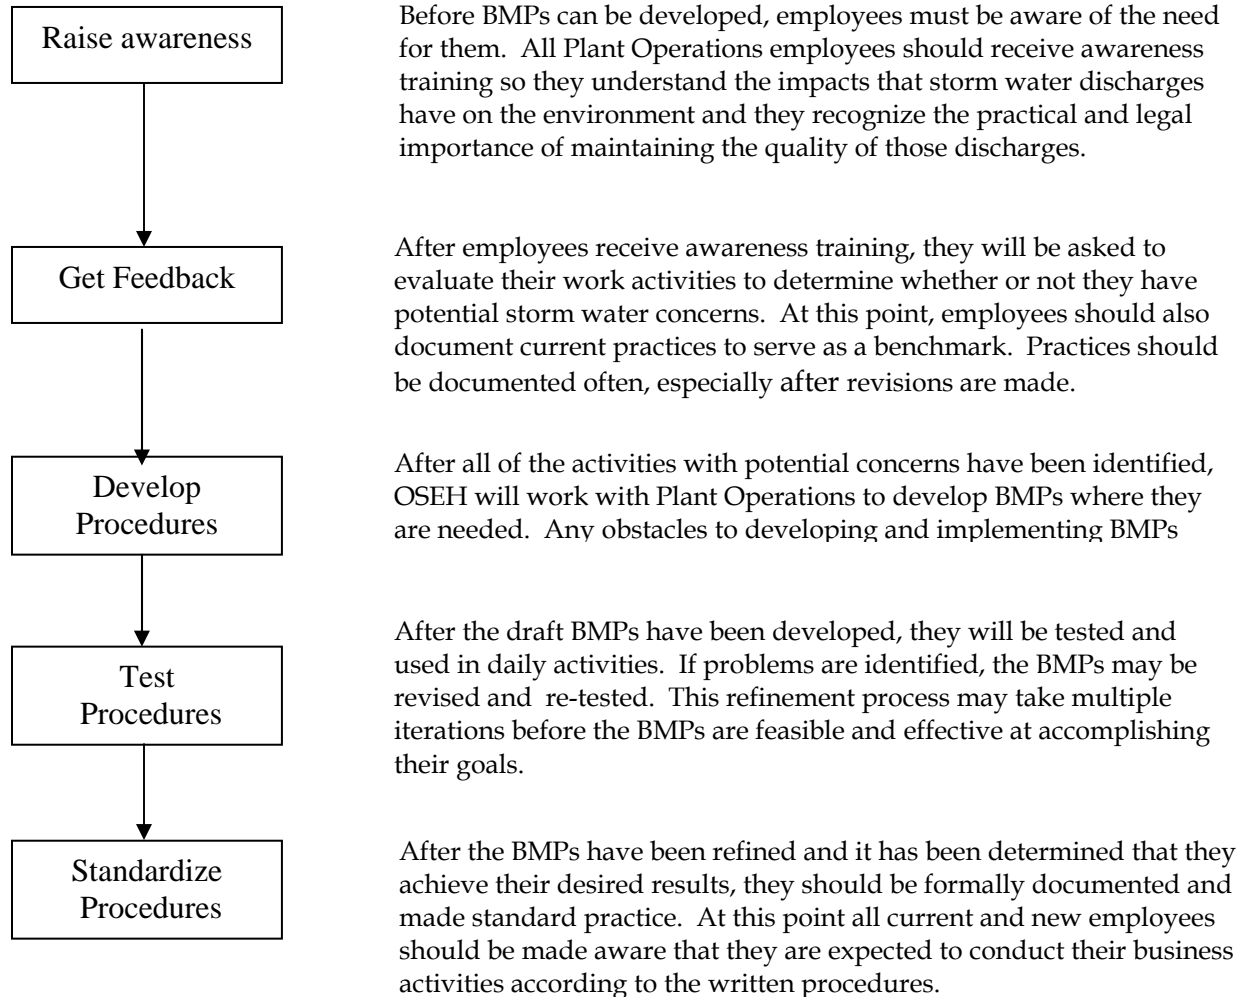 Raise awareness
Before BMPs can be developed, employees must be aware of the need
for them. All Plant Operations employees should receive awareness
training so they understand the impacts that storm water discharges
have on the environment and they recognize the practical and legal
importance of maintaining the quality of those discharges.
Get Feedback
After employees receive awareness training, they will be asked to
evaluate their work activities to determine whether or not they have
potential storm water concerns. At this point, employees should also
document current practices to serve as a benchmark. Practices should
be documented often, especially after revisions are made.
Develop
Procedures
After all of the activities with potential concerns have been identified,
OSEH will work with Plant Operations to develop BMPs where they
are needed. Any obstacles to developing and implementing BMPs
Test
Procedures
After the draft BMPs have been developed, they will be tested and
used in daily activities. If problems are identified, the BMPs may be
revised and re-tested. This refinement process may take multiple
iterations before the BMPs are feasible and effective at accomplishing
their goals.
Standardize
Procedures
After the BMPs have been refined and it has been determined that they
achieve their desired results, they should be formally documented and
made standard practice. At this point all current and new employees
should be made aware that they are expected to conduct their business
activities according to the written procedures.